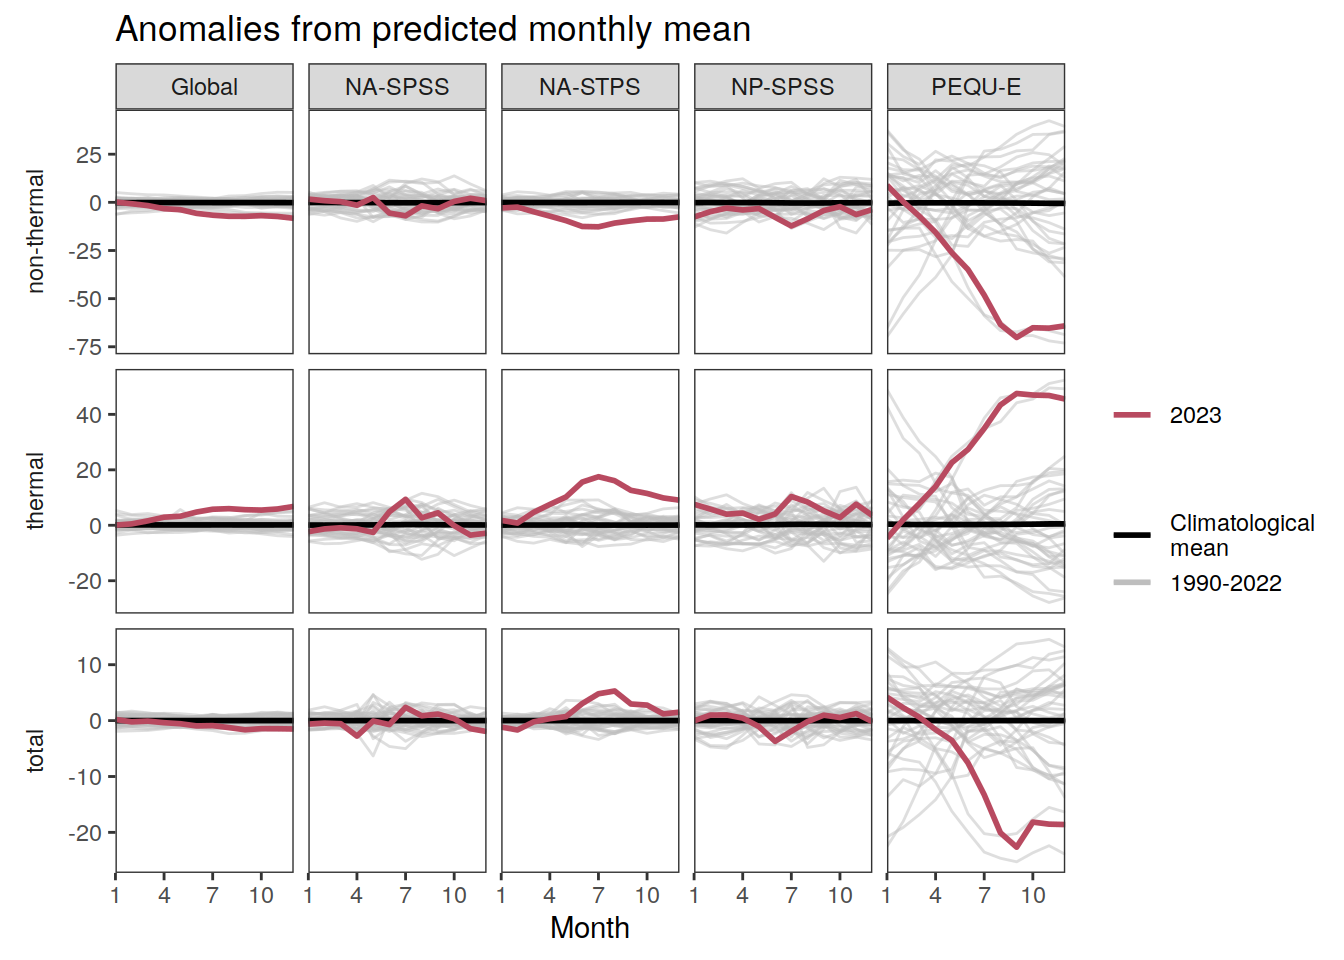 Anomalies from predicted monthly mean
Global NA-SPSS NA-STPS NP-SPSS PEQU-E
non-thermal
25
0
-25
-50
-75
thermal
40
20
0
-20
total
10
0
-10
-20
1 4 7 10 1 4 7 10 1 4 7 10 1 4 7 10 1 4 7 10
Month
2023
Climatological
mean
1990-2022